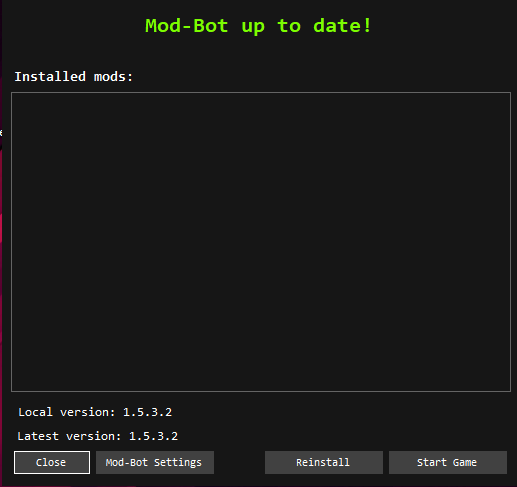 Mod-Bot up to date!
Installed mods:
Local version: 1.5.3.2
Latest version: 1.5.3.2
Close Mod-Bot Settings Reinstall Start Game